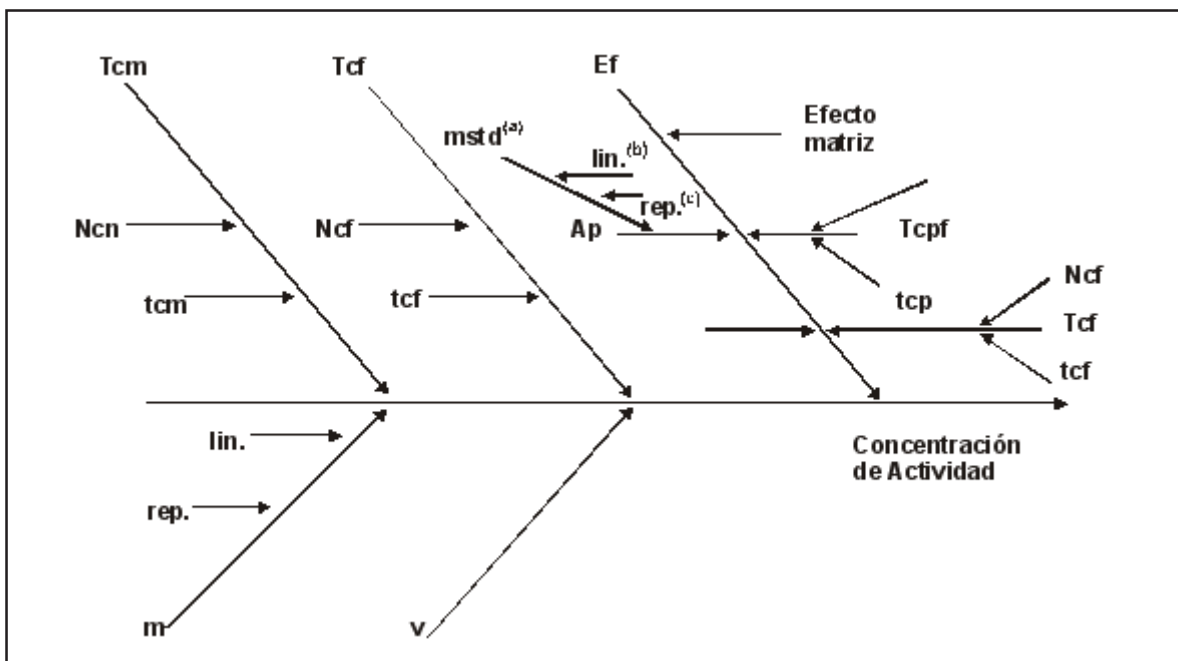 Tcm
Tcf
Ef
Efecto
matriz
mstd(a)
lin.(b)
rep.(c)
Ncn
Ncf
Ap
Tcpf
tcm
tcf
tcp
Ncf
Tcf
tcf
lin.
Concentración
de Actividad
rep.
m
v